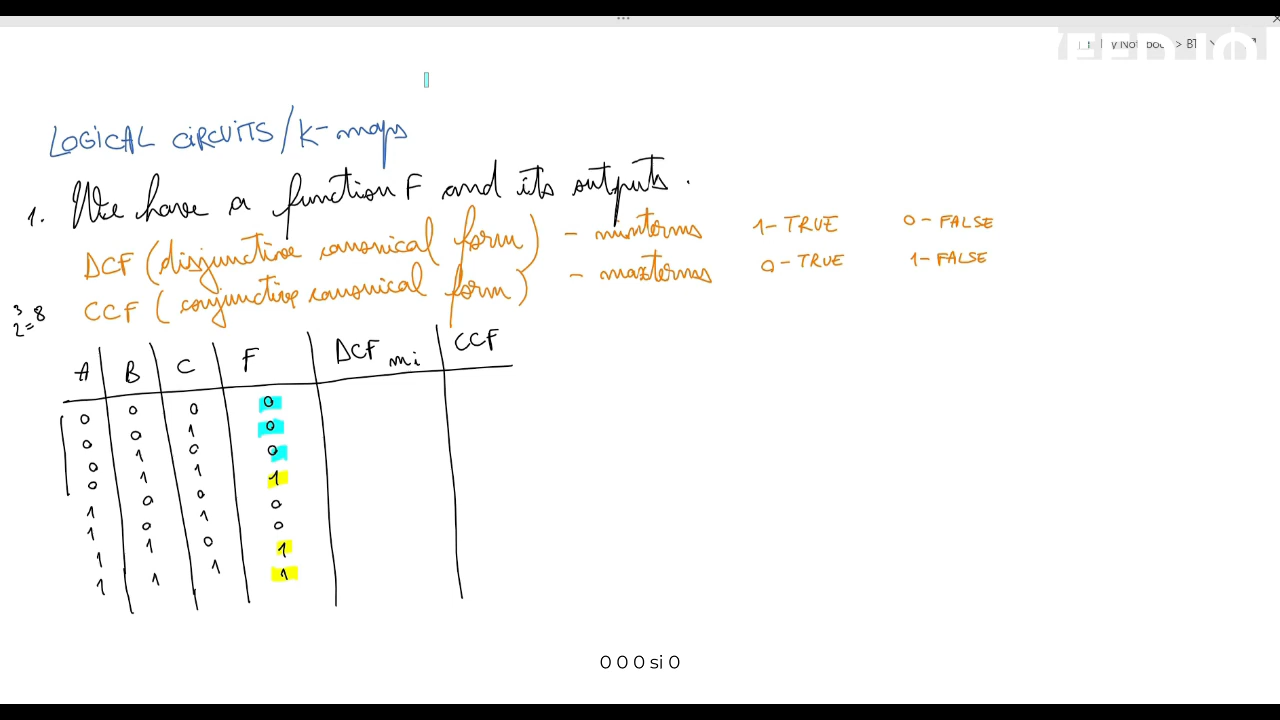 My Notebook > BT
LOGICAL CIRCUITS/K-maps
1. We have a function F and its outputs.
DCF (disjunctive canonical form) - minterms 1-TRUE 0-FALSE
CCF (conjunctive canonical form) - maxterms 0-TRUE 1-FALSE
2³=8
A B C F DCF mi CCF
0 0 0 0
0 0 1 0
0 1 0 0
0 1 1 1
1 0 0 0
1 0 1 0
1 1 0 1
1 1 1 1
0 0 0 si 0